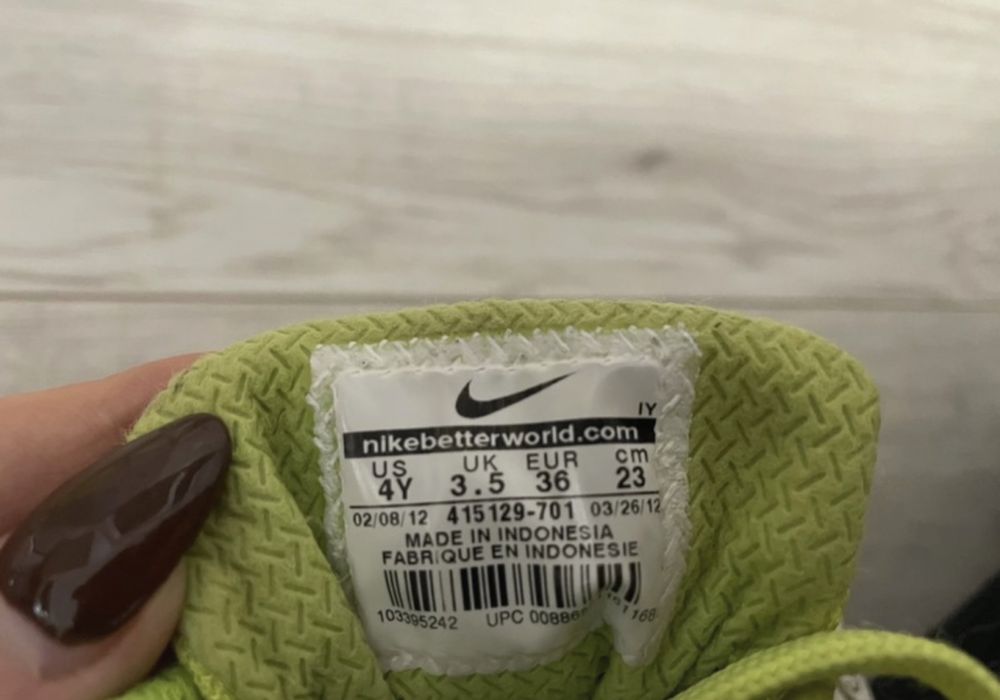 IY
nikebetterworld.com
US UK EUR cm
4Y 3.5 36 23
02/08/12 415129-701 03/26/12
MADE IN INDONESIA
FABRIQUE EN INDONESIE
103395242 UPC